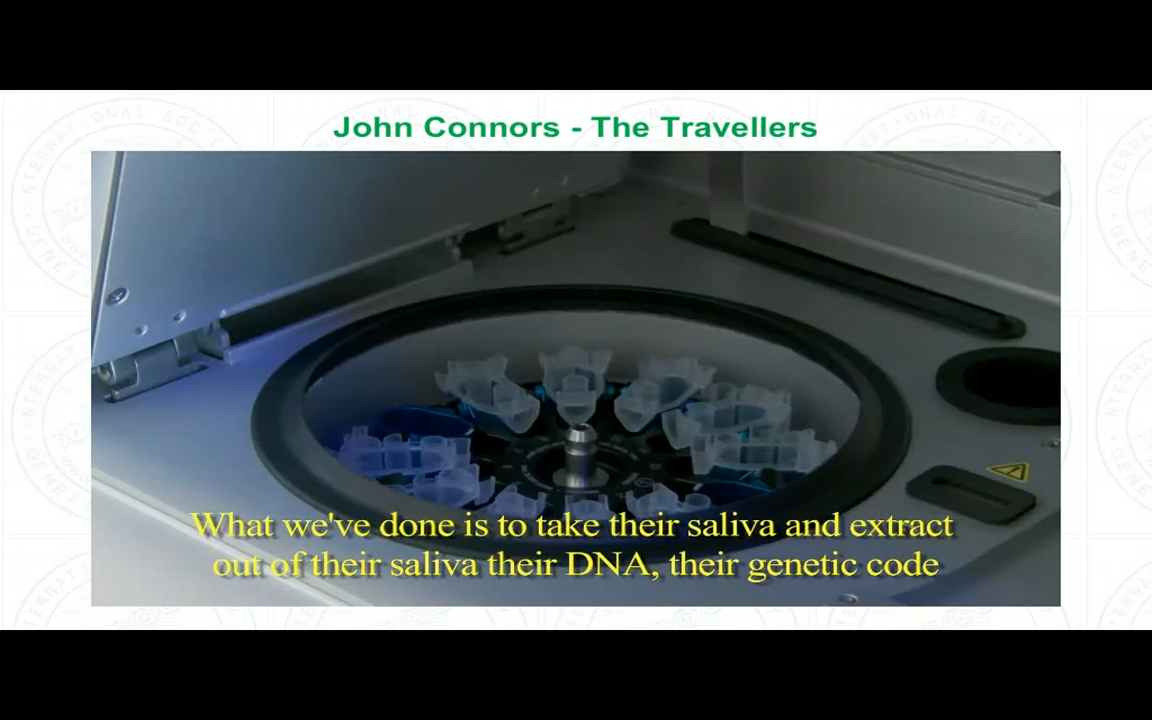 John Connors - The Travellers
What we've done is to take their saliva and extract
out of their saliva their DNA, their genetic code